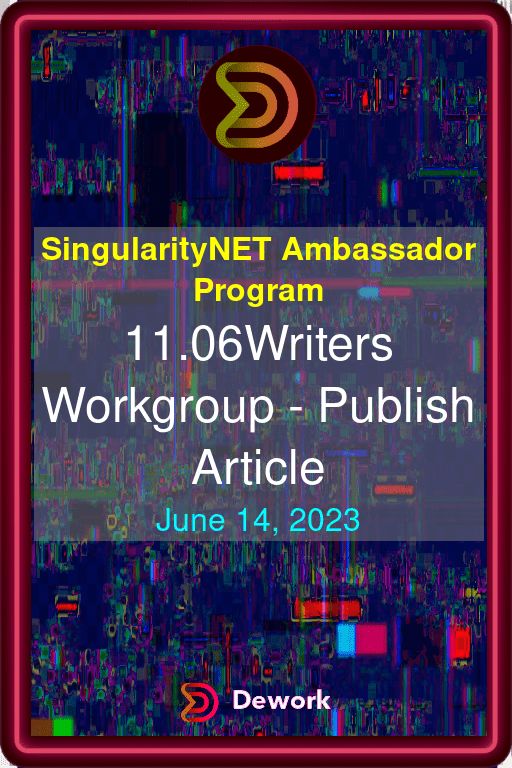 SingularityNET Ambassador
Program
11.06Writers
Workgroup - Publish
Article
June 14, 2023
Dework